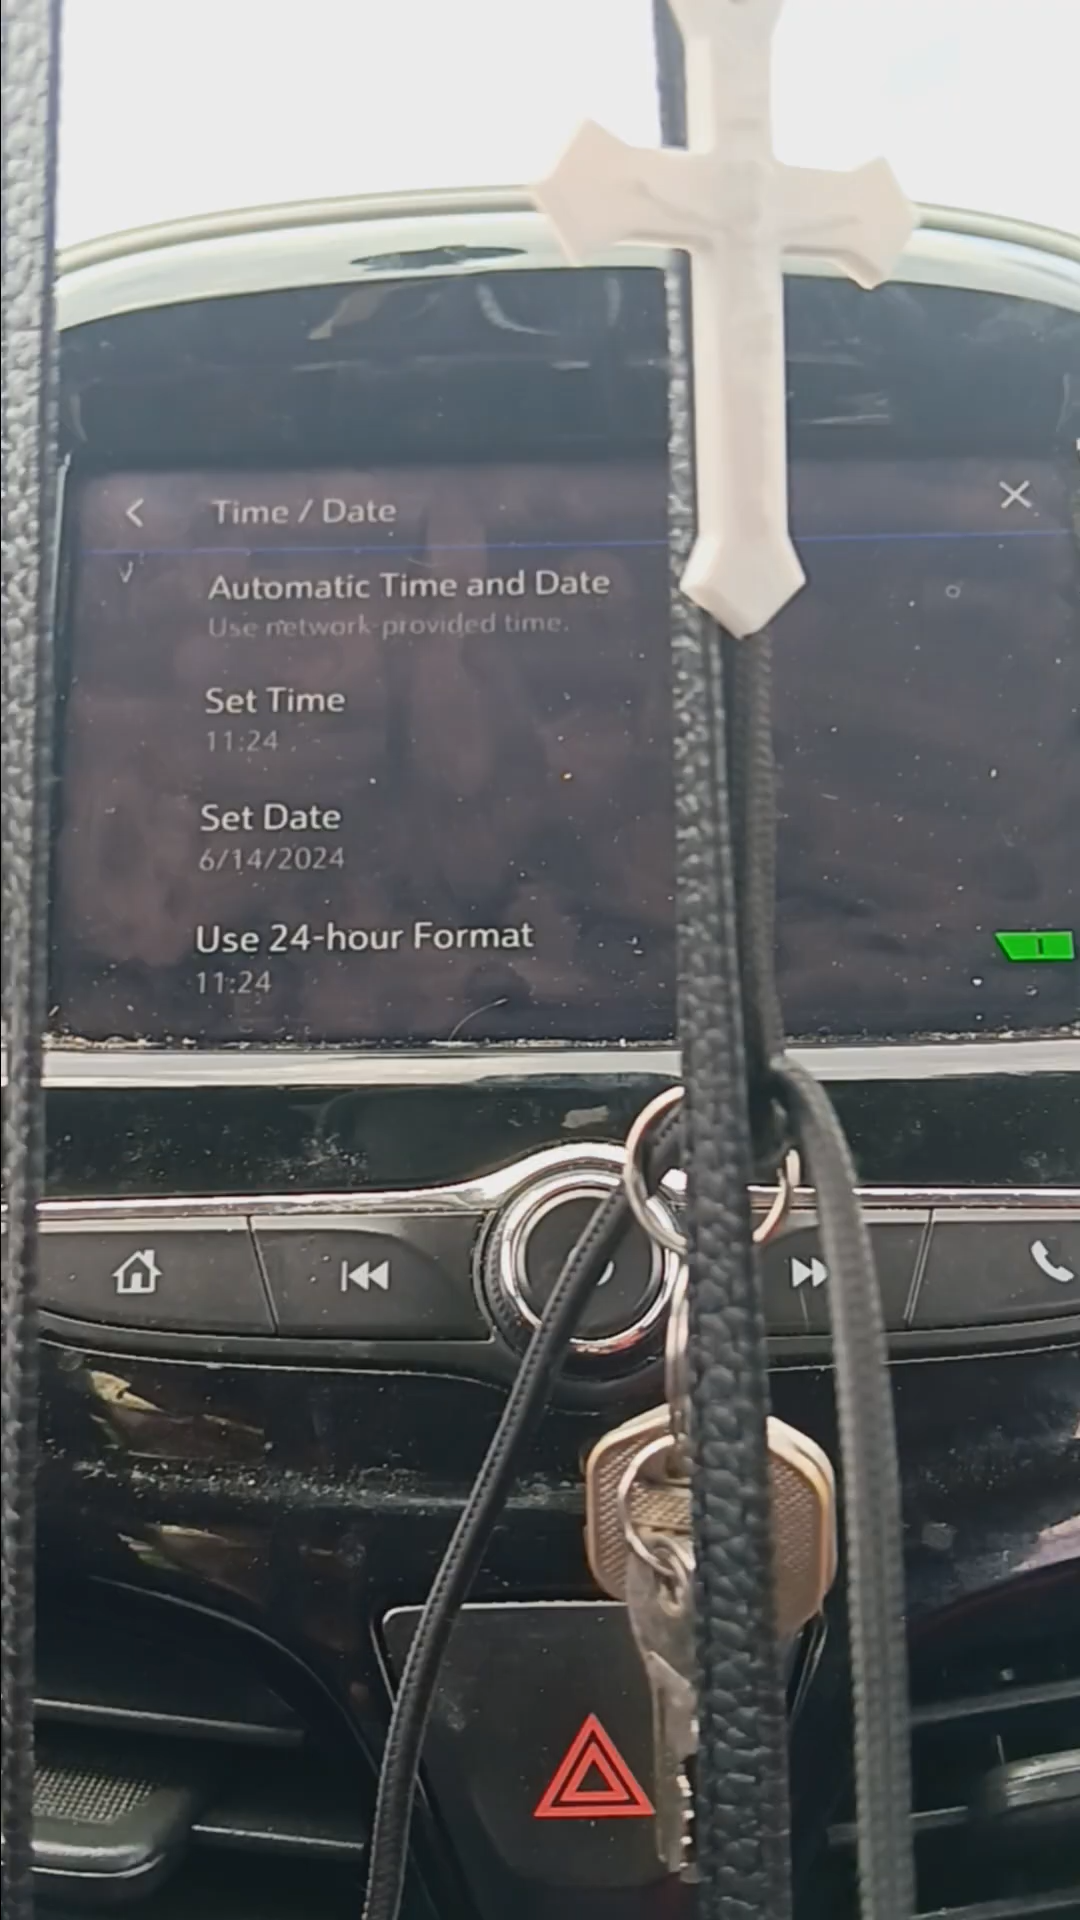 Time / Date
Automatic Time and Date
Use network-provided time.
Set Time
11:24
Set Date
6/14/2024
Use 24-hour Format
11:24